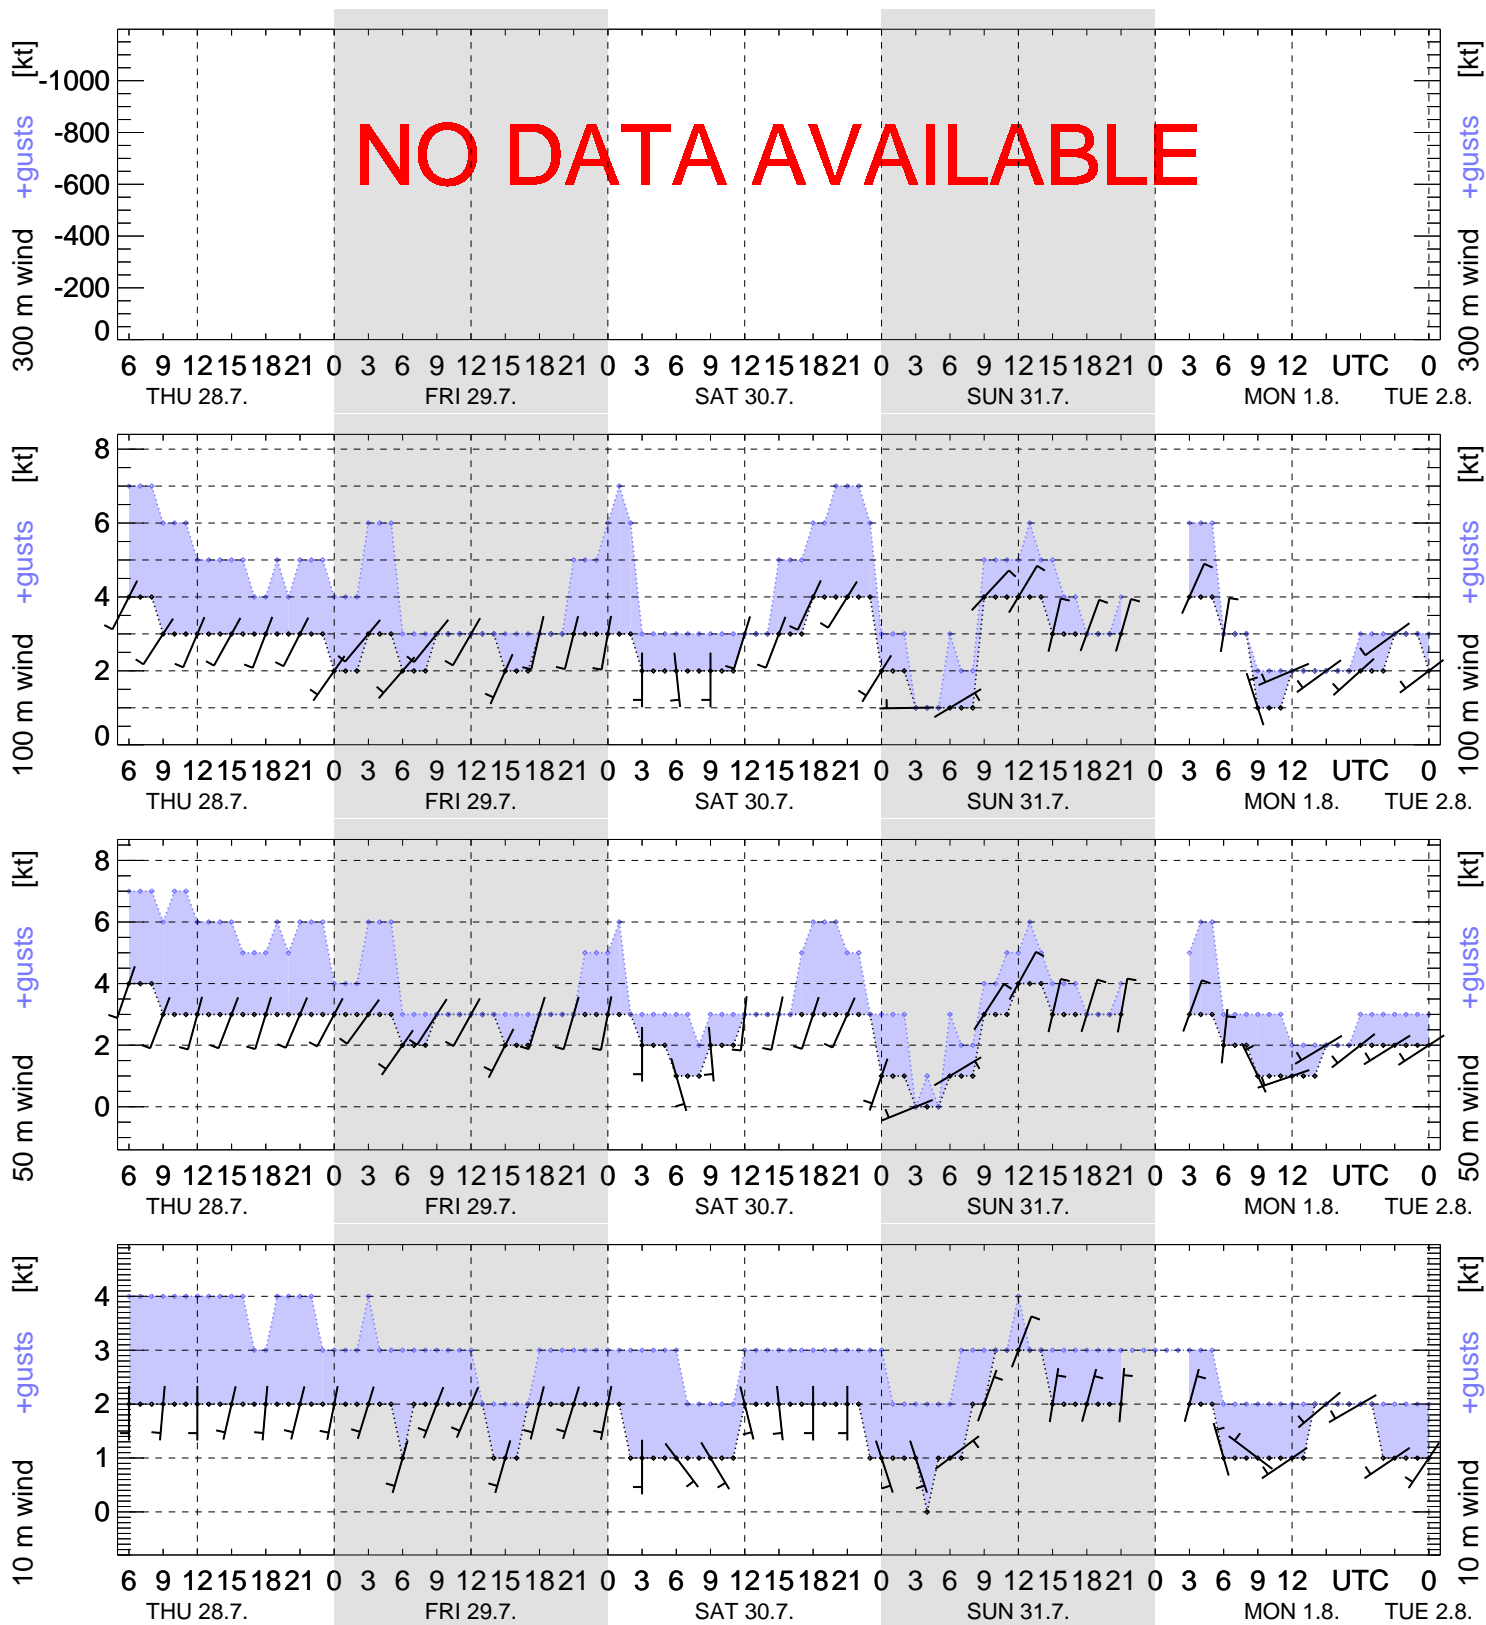 300 m wind +gusts [kt]
-1000
-800
-600
-400
-200
0
NO DATA AVAILABLE
300 m wind +gusts [kt]
6 9 12 15 18 21 0 3 6 9 12 15 18 21 0 3 6 9 12 15 18 21 0 3 6 9 12 15 18 21 0 3 6 9 12 UTC 0
THU 28.7. FRI 29.7. SAT 30.7. SUN 31.7. MON 1.8. TUE 2.8.
100 m wind +gusts [kt]
8
6
4
2
0
100 m wind +gusts [kt]
6 9 12 15 18 21 0 3 6 9 12 15 18 21 0 3 6 9 12 15 18 21 0 3 6 9 12 15 18 21 0 3 6 9 12 UTC 0
THU 28.7. FRI 29.7. SAT 30.7. SUN 31.7. MON 1.8. TUE 2.8.
50 m wind +gusts [kt]
8
6
4
2
0
50 m wind +gusts [kt]
6 9 12 15 18 21 0 3 6 9 12 15 18 21 0 3 6 9 12 15 18 21 0 3 6 9 12 15 18 21 0 3 6 9 12 UTC 0
THU 28.7. FRI 29.7. SAT 30.7. SUN 31.7. MON 1.8. TUE 2.8.
10 m wind +gusts [kt]
4
3
2
1
0
10 m wind +gusts [kt]
6 9 12 15 18 21 0 3 6 9 12 15 18 21 0 3 6 9 12 15 18 21 0 3 6 9 12 15 18 21 0 3 6 9 12 UTC 0
THU 28.7. FRI 29.7. SAT 30.7. SUN 31.7. MON 1.8. TUE 2.8.